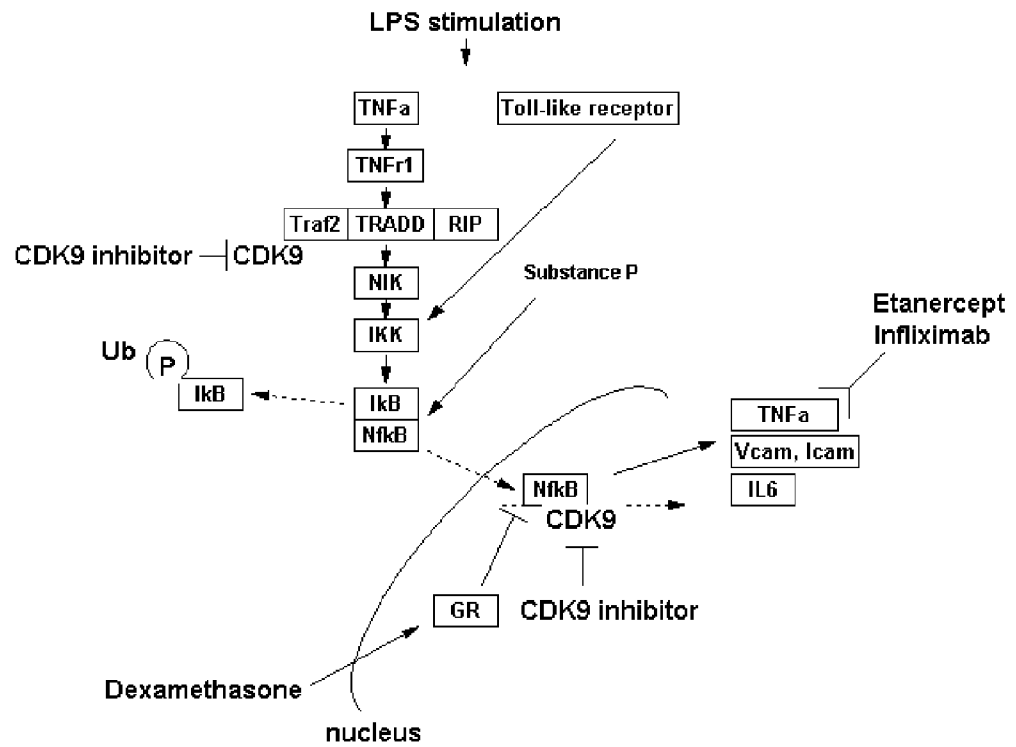 LPS stimulation
TNFa
Toll-like receptor
TNFr1
Traf2 TRADD RIP
CDK9 inhibitor CDK9
NIK
Substance P
IKK
Etanercept
Infliximab
Ub
P
IkB
IkB
NfkB
TNFa
Vcam, Icam
IL6
NfkB
CDK9
GR
CDK9 inhibitor
Dexamethasone
nucleus